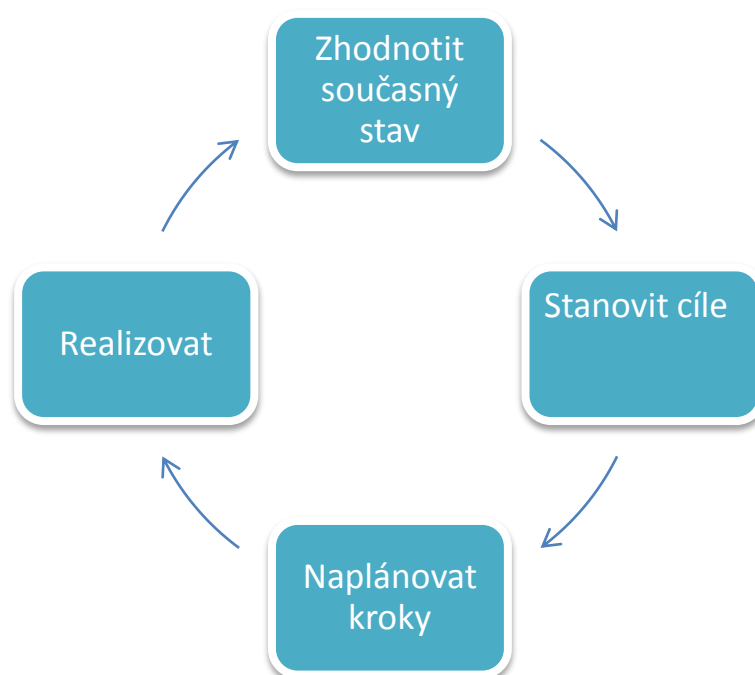 Zhodnotit
současný
stav
Stanovit cíle
Naplánovat
kroky
Realizovat